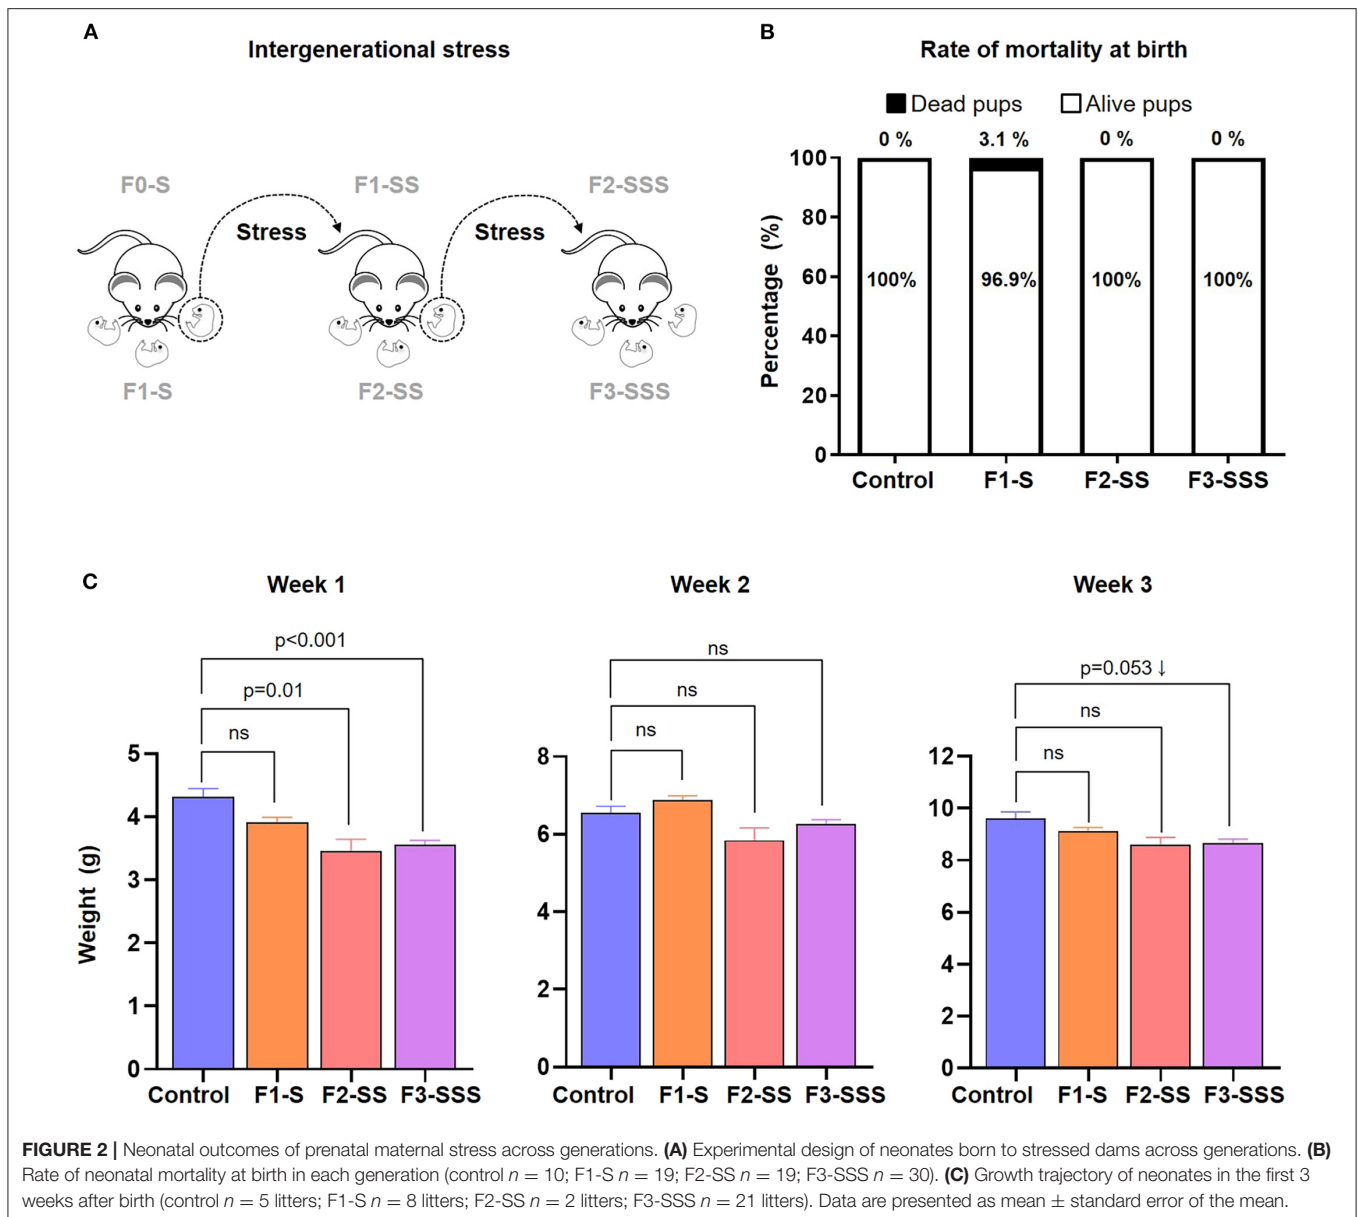 A
Intergenerational stress
F0-S
F1-SS
F2-SSS
Stress
Stress
F1-S
F2-SS
F3-SSS
B
Rate of mortality at birth
Dead pups
Alive pups
0 %
3.1 %
0 %
0 %
100
80
60
40
20
0
Percentage (%)
100%
96.9%
100%
100%
Control
F1-S
F2-SS
F3-SSS
C
Week 1
p<0.001
p=0.01
ns
5
4
3
2
1
0
Weight (g)
Control
F1-S
F2-SS
F3-SSS
Week 2
ns
ns
ns
8
6
4
2
0
Control
F1-S
F2-SS
F3-SSS
Week 3
p=0.053 ↓
ns
ns
12
10
8
6
4
2
0
Control
F1-S
F2-SS
F3-SSS
FIGURE 2 | Neonatal outcomes of prenatal maternal stress across generations. (A) Experimental design of neonates born to stressed dams across generations. (B)
Rate of neonatal mortality at birth in each generation (control n = 10; F1-S n = 19; F2-SS n = 19; F3-SSS n = 30). (C) Growth trajectory of neonates in the first 3
weeks after birth (control n = 5 litters; F1-S n = 8 litters; F2-SS n = 2 litters; F3-SSS n = 21 litters). Data are presented as mean ± standard error of the mean.